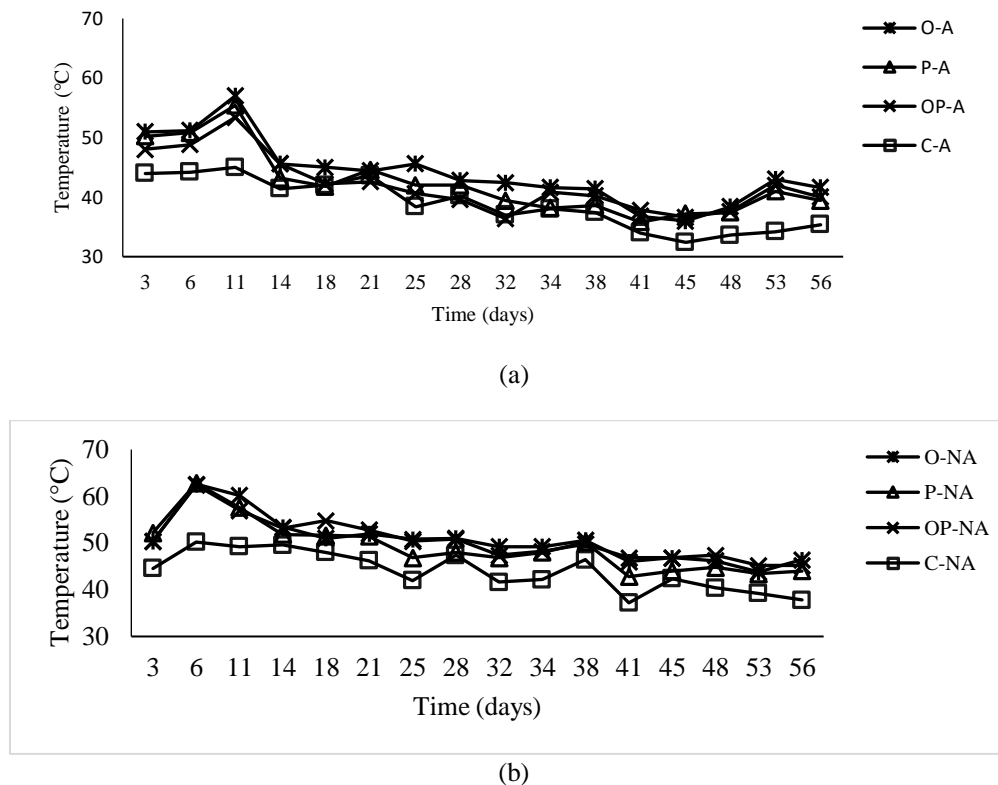 70
60
50
40
30
Temperature (℃)
3 6 11 14 18 21 25 28 32 34 38 41 45 48 53 56
Time (days)
O-A
P-A
OP-A
C-A
(a)
70
60
50
40
30
Temperature (°C)
3 6 11 14 18 21 25 28 32 34 38 41 45 48 53 56
Time (days)
O-NA
P-NA
OP-NA
C-NA
(b)